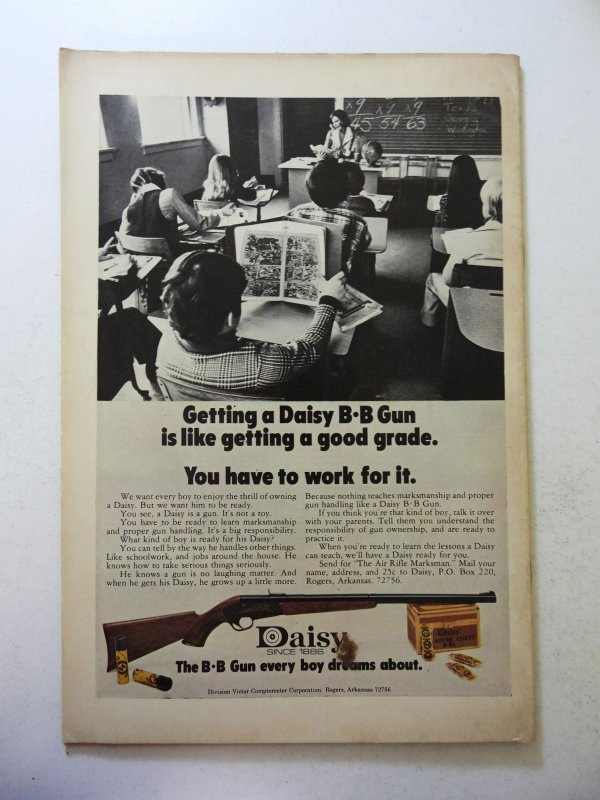 x9 x9 x9
45 54 63
Getting a Daisy B•B Gun
is like getting a good grade.
You have to work for it.
We want every boy to enjoy the thrill of owning
a Daisy. But we want him to be ready.
You see, a Daisy is a gun. It's not a toy.
You have to be ready to learn marksmanship
and proper gun handling. It's a big responsibility.
What kind of boy is ready for his Daisy?
You can tell by the way he handles other things.
Like schoolwork, and jobs around the house. He
knows how to take serious things seriously.
He knows a gun is no laughing matter. And
when he gets his Daisy, he grows up a little more.
Because nothing teaches marksmanship and proper
gun handling like a Daisy B•B Gun.
If you think you're that kind of boy, talk it over
with your parents. Tell them you understand the
responsibility of gun ownership, and are ready to
practice it.
When you're ready to learn the lessons a Daisy
can teach, we'll have a Daisy ready for you.
Send for "The Air Rifle Marksman." Mail your
name, address, and 25c to Daisy, P.O. Box 220,
Rogers, Arkansas. 72756.
Daisy
SINCE 1886
The B•B Gun every boy dreams about.
Division Victor Comptometer Corporation, Rogers, Arkansas 72756